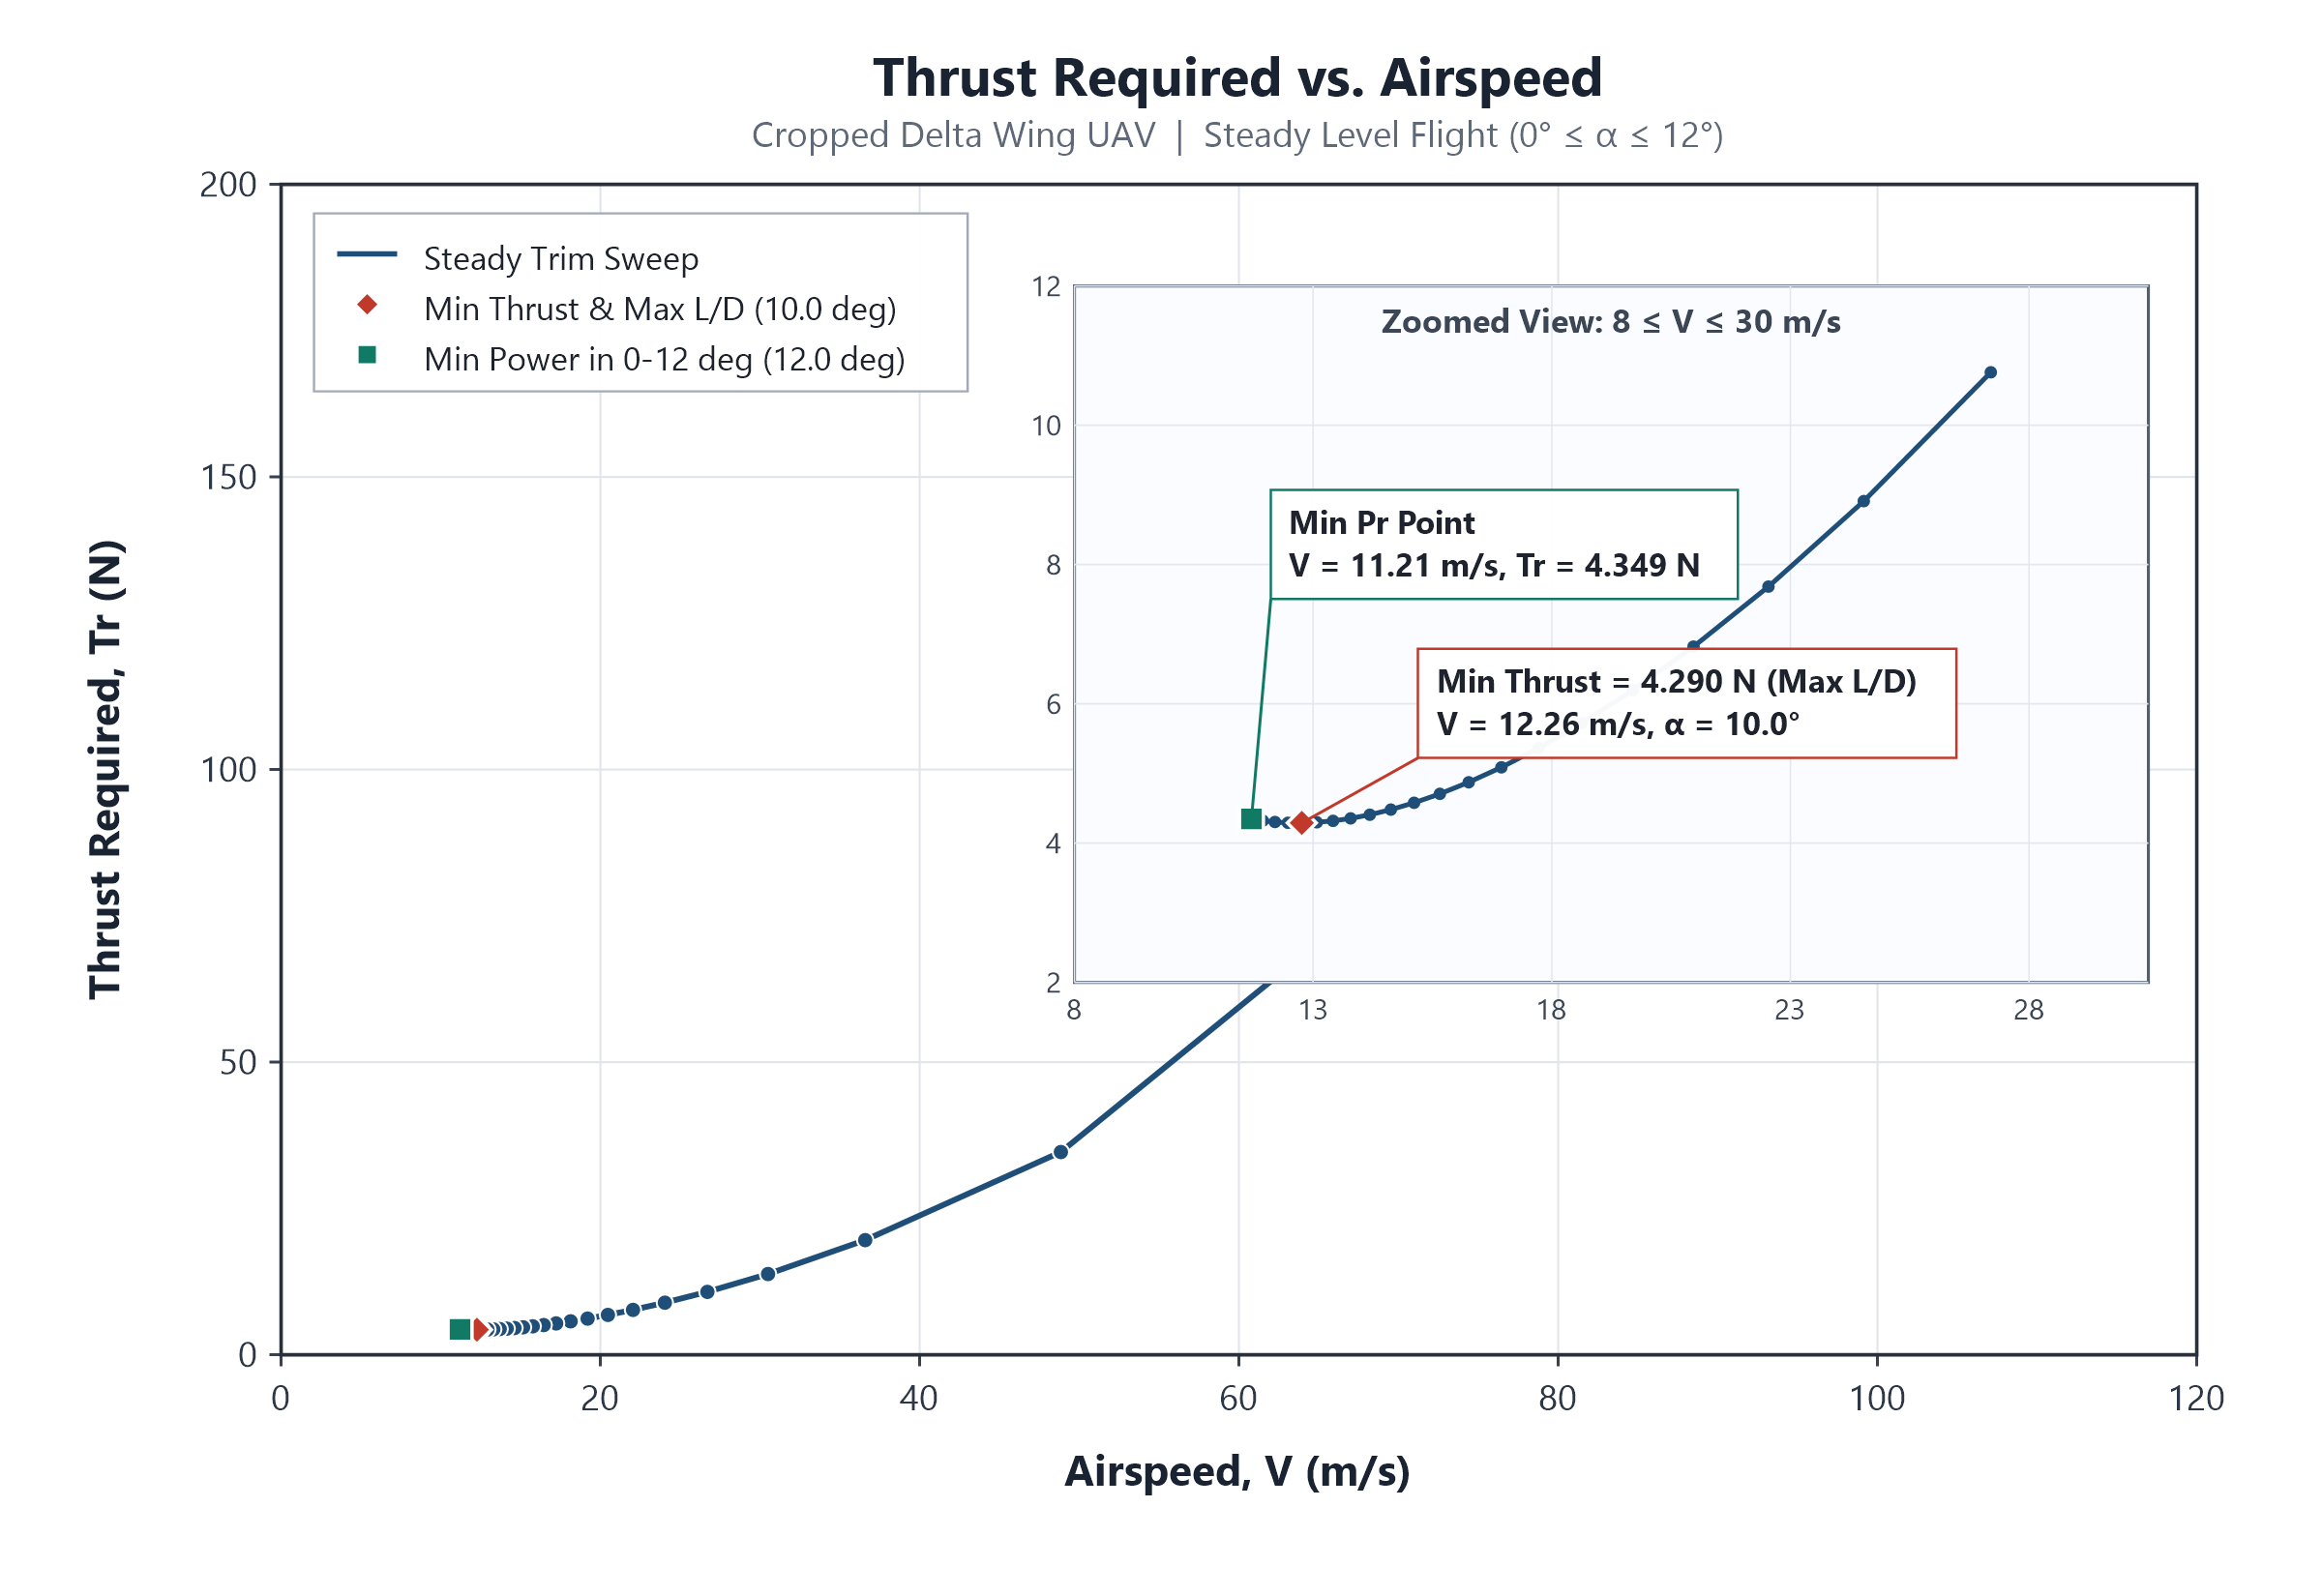 Thrust Required vs. Airspeed
Cropped Delta Wing UAV | Steady Level Flight (0° ≤ α ≤ 12°)
Thrust Required, Tr (N)
200
150
100
50
0
Steady Trim Sweep
Min Thrust & Max L/D (10.0 deg)
Min Power in 0-12 deg (12.0 deg)
Zoomed View: 8 ≤ V ≤ 30 m/s
12
10
8
6
4
2
Min Pr Point
V = 11.21 m/s, Tr = 4.349 N
Min Thrust = 4.290 N (Max L/D)
V = 12.26 m/s, α = 10.0°
8 13 18 23 28
0 20 40 60 80 100 120
Airspeed, V (m/s)